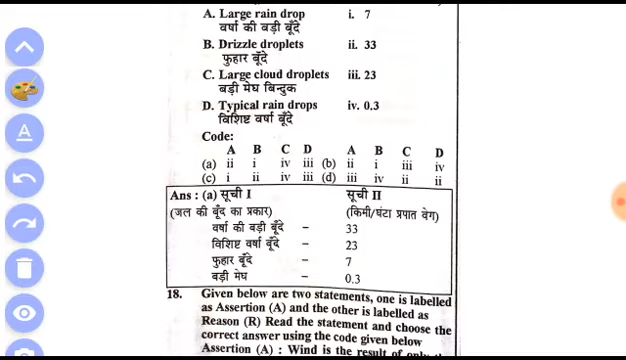 A. Large rain drop i. 7
वर्षा की बड़ी बूँदे
B. Drizzle droplets ii. 33
फुहार बूँदे
C. Large cloud droplets iii. 23
बड़ी मेघ बिन्दुक
D. Typical rain drops iv. 0.3
विशिष्ट वर्षा बूँदे
Code:
A B C D A B C D
(a) ii i iv iii (b) ii i iii iv
(c) i ii iv iii (d) iii iv ii ii
Ans : (a) सूची I सूची II
(जल की बूँद का प्रकार) (किमी/घंटा प्रपात वेग)
वर्षा की बड़ी बूँदे – 33
विशिष्ट वर्षा बूँदे – 23
फुहार बूँदे – 7
बड़ी मेघ – 0.3
18. Given below are two statements, one is labelled
as Assertion (A) and the other is labelled as
Reason (R) Read the statement and choose the
correct answer using the code given below
Assertion (A) : Wind is the result of only